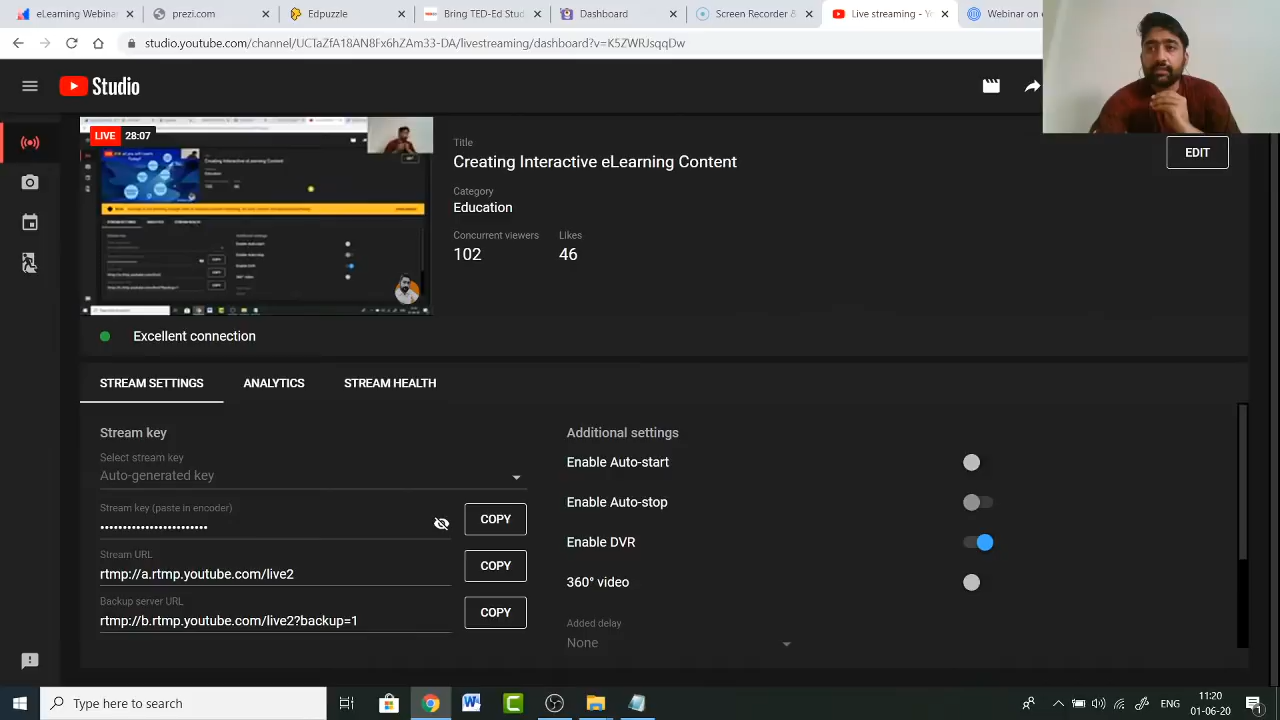 eLearning Infographi
prezi.com
Edpuzzle
Bring TED-Ed Studen
Dashboard
Screen Recorder &
Live streaming - Yo
Webinar on
studio.youtube.com/channel/
/livestreaming/dashboard?v=K5ZWRUsqqDw
Studio
LIVE 28:07
Title
Creating Interactive eLearning Content
EDIT
Category
Education
Concurrent viewers Likes
102 46
Excellent connection
STREAM SETTINGS ANALYTICS STREAM HEALTH
Stream key
Select stream key
Auto-generated key
Stream key (paste in encoder)
••••••••••••••••••••••••
COPY
Stream URL
rtmp://a.rtmp.youtube.com/live2
COPY
Backup server URL
rtmp://b.rtmp.youtube.com/live2?backup=1
COPY
Additional settings
Enable Auto-start
Enable Auto-stop
Enable DVR
360° video
Added delay
None
Type here to search
ENG
11:20
01-06-20